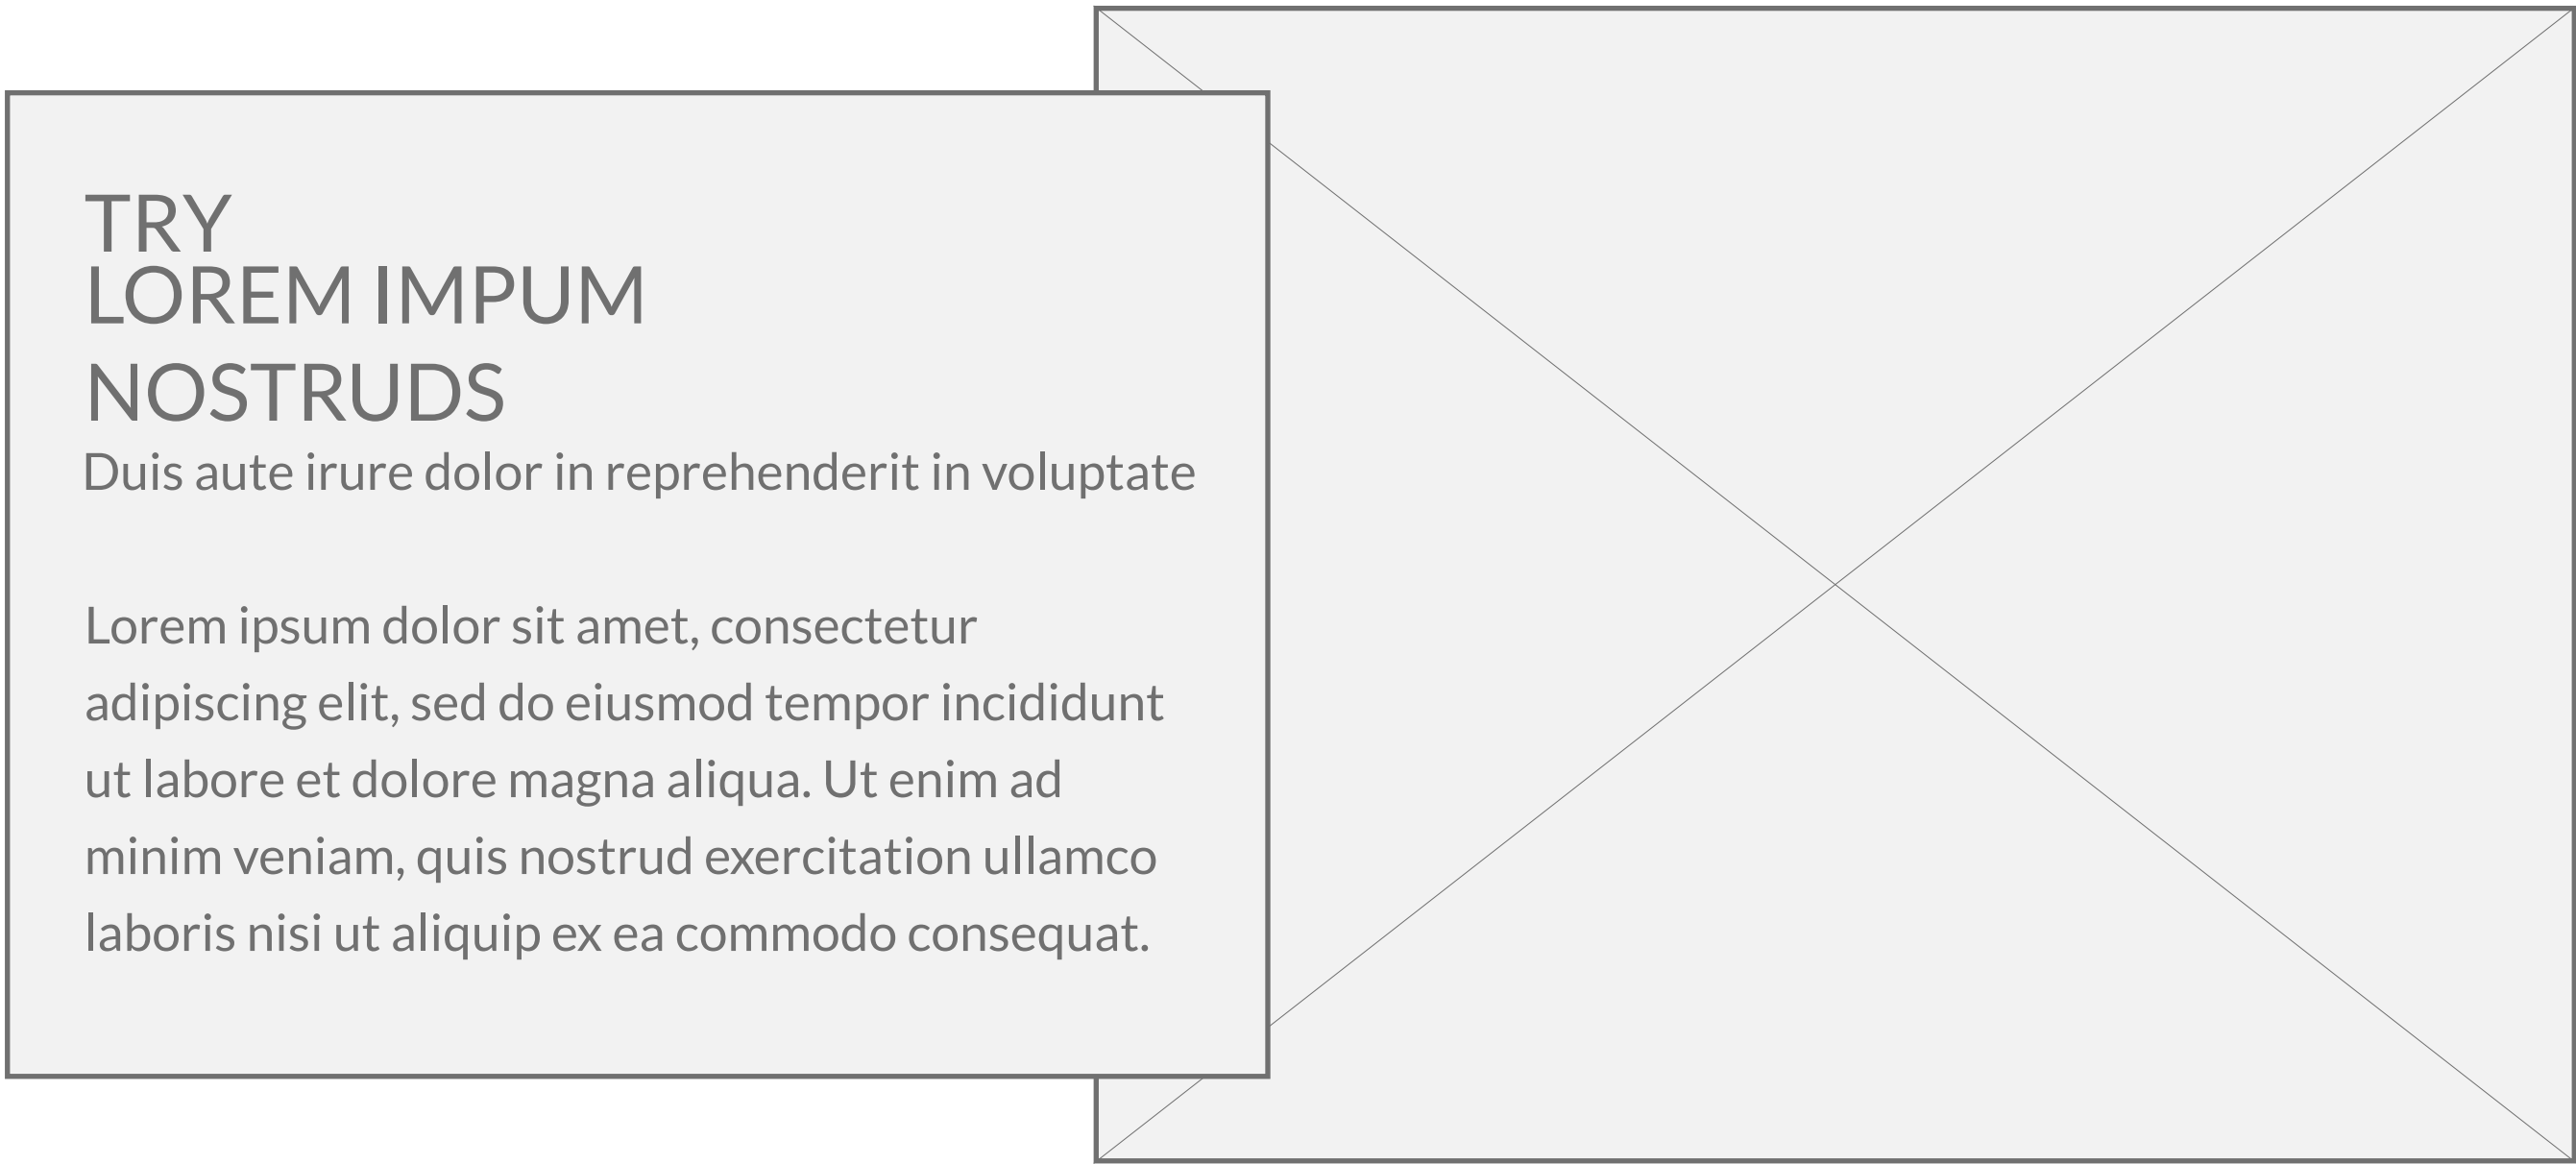 TRY
LOREM IMPUM
NOSTRUDS
Duis aute irure dolor in reprehenderit in voluptate
Lorem ipsum dolor sit amet, consectetur
adipiscing elit, sed do eiusmod tempor incididunt
ut labore et dolore magna aliqua. Ut enim ad
minim veniam, quis nostrud exercitation ullamco
laboris nisi ut aliquip ex ea commodo consequat.